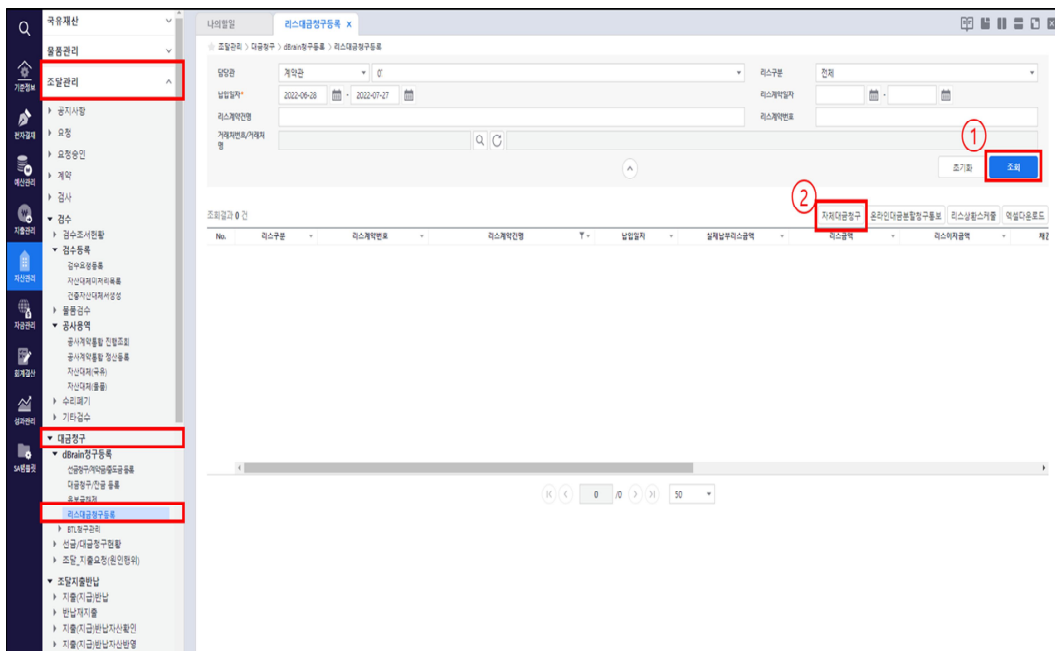 국유재산
물품관리
조달관리
공지사항
요청
요청승인
계약
검사
검수
검수조서현황
검수등록
검수요청등록
자산대체미처리목록
건출자산대체서생성
물품검수
공사용역
공사계약통합 진행조회
공사계약통합 정산등록
자산대체(국유)
자산대체(물품)
수리폐기
기타검수
대금청구
dBrain청구등록
선금청구/계약금/중도금 등록
대금청구/잔금 등록
유보금해제
리스대금청구등록
BTL청구관리
선금/대금청구현황
조달_지출요청(원인행위)
조달지출반납
지출(지급)반납
반납재지출
지출(지급)반납자산확인
지출(지급)반납자산반영
기준정보
전자결재
예산관리
지출관리
자산관리
자금관리
회계결산
성과관리
SA템플릿
나의할일 리스대금청구등록 x
조달관리 > 대금청구 > dBrain청구등록 > 리스대금청구등록
담당관 계약관 리스구분 전체
납입일자* 2022-06-28 - 2022-07-27 리스계약일자 -
리스계약건명 리스계약번호
거래처번호/거래처명
①
초기화 조회
②
조회결과 0 건 자체대금청구 온라인대금분할청구통보 리스상환스케줄 엑셀다운로드
No. 리스구분 리스계약번호 리스계약건명 납입일자 실제납부리스금액 리스금액 리스이자금액
0 /0 50